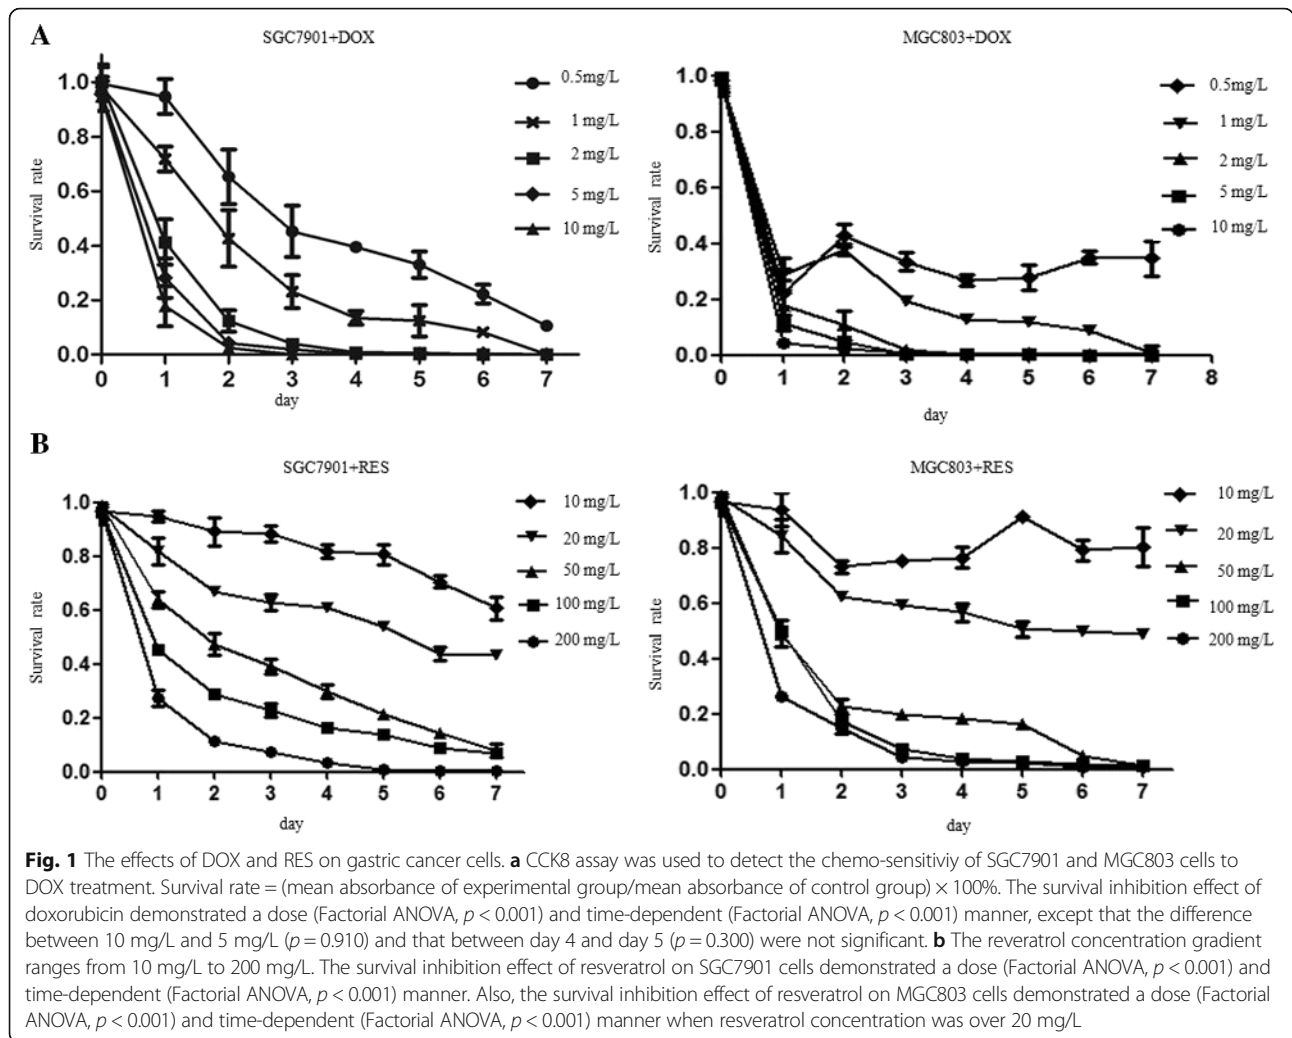 A
SGC7901+DOX
Survival rate
1.0
0.8
0.6
0.4
0.2
0.0
0 1 2 3 4 5 6 7
day
0.5mg/L
1 mg/L
2 mg/L
5 mg/L
10 mg/L
MGC803+DOX
Survival rate
1.0
0.8
0.6
0.4
0.2
0.0
0 1 2 3 4 5 6 7 8
day
0.5mg/L
1 mg/L
2 mg/L
5 mg/L
10 mg/L
B
SGC7901+RES
Survival rate
1.0
0.8
0.6
0.4
0.2
0.0
0 1 2 3 4 5 6 7
day
10 mg/L
20 mg/L
50 mg/L
100 mg/L
200 mg/L
MGC803+RES
Survival rate
1.0
0.8
0.6
0.4
0.2
0.0
0 1 2 3 4 5 6 7
day
10 mg/L
20 mg/L
50 mg/L
100 mg/L
200 mg/L
Fig. 1 The effects of DOX and RES on gastric cancer cells. a CCK8 assay was used to detect the chemo-sensitiviy of SGC7901 and MGC803 cells to
DOX treatment. Survival rate = (mean absorbance of experimental group/mean absorbance of control group) × 100%. The survival inhibition effect of
doxorubicin demonstrated a dose (Factorial ANOVA, p < 0.001) and time-dependent (Factorial ANOVA, p < 0.001) manner, except that the difference
between 10 mg/L and 5 mg/L (p = 0.910) and that between day 4 and day 5 (p = 0.300) were not significant. b The reveratrol concentration gradient
ranges from 10 mg/L to 200 mg/L. The survival inhibition effect of resveratrol on SGC7901 cells demonstrated a dose (Factorial ANOVA, p < 0.001) and
time-dependent (Factorial ANOVA, p < 0.001) manner. Also, the survival inhibition effect of resveratrol on MGC803 cells demonstrated a dose (Factorial
ANOVA, p < 0.001) and time-dependent (Factorial ANOVA, p < 0.001) manner when resveratrol concentration was over 20 mg/L